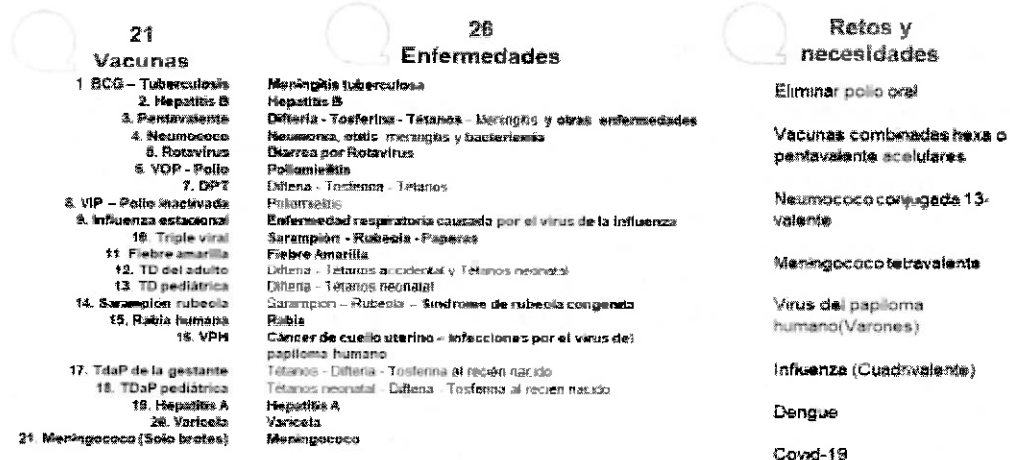 21
Vacunas
1 BCG – Tuberculosis
2. Hepatitis B
3. Pentavalente
4. Neumococo
5. Rotavirus
6. VOP - Polio
7. DPT
8. VIP – Polio inactivada
9. Influenza estacional
10. Triple viral
11. Fiebre amarilla
12. TD del adulto
13. TD pediátrica
14. Sarampión rubeola
15. Rabia humana
16. VPH
17. TdaP de la gestante
18. TDaP pediátrica
19. Hepatitis A
20. Varicela
21. Meningococo (Solo brotes)
26
Enfermedades
Meningitis tuberculosa
Hepatitis B
Difteria - Tosferina - Tétanos - Meringitis y obras enfermedades
Neumonía, otitis meningitis y bacteriemia
Diarrea por Rotavirus
Poliomielitis
Difteria - Tosferina - Tétanos
Poliomielitis
Enfermedad respiratoria causada por el virus de la influenza
Sarampión - Rubeola - Paperas
Fiebre Amarilla
Difteria - Tétanos accidental y Tétanos neonatal
Difteria - Tétanos neonatal
Sarampion – Rubeola – Síndrome de rubeola congenita
Rabia
Cáncer de cuello uterino – infecciones por el virus del
papiloma humano
Tétanos - Difteria - Tosferina al recién nacido
Tétanos neonatal - Difteria - Tosferina al recién nacido
Hepatitis A
Varicela
Meningococo
Retos y
necesidades
Eliminar polio oral
Vacunas combinadas hexa o
pentavalente acelulares
Neumococo conjugada 13-
valente
Meningococo tetravalente
Virus del papiloma
humano(Varones)
Influenza (Cuadrivalente)
Dengue
Covid-19